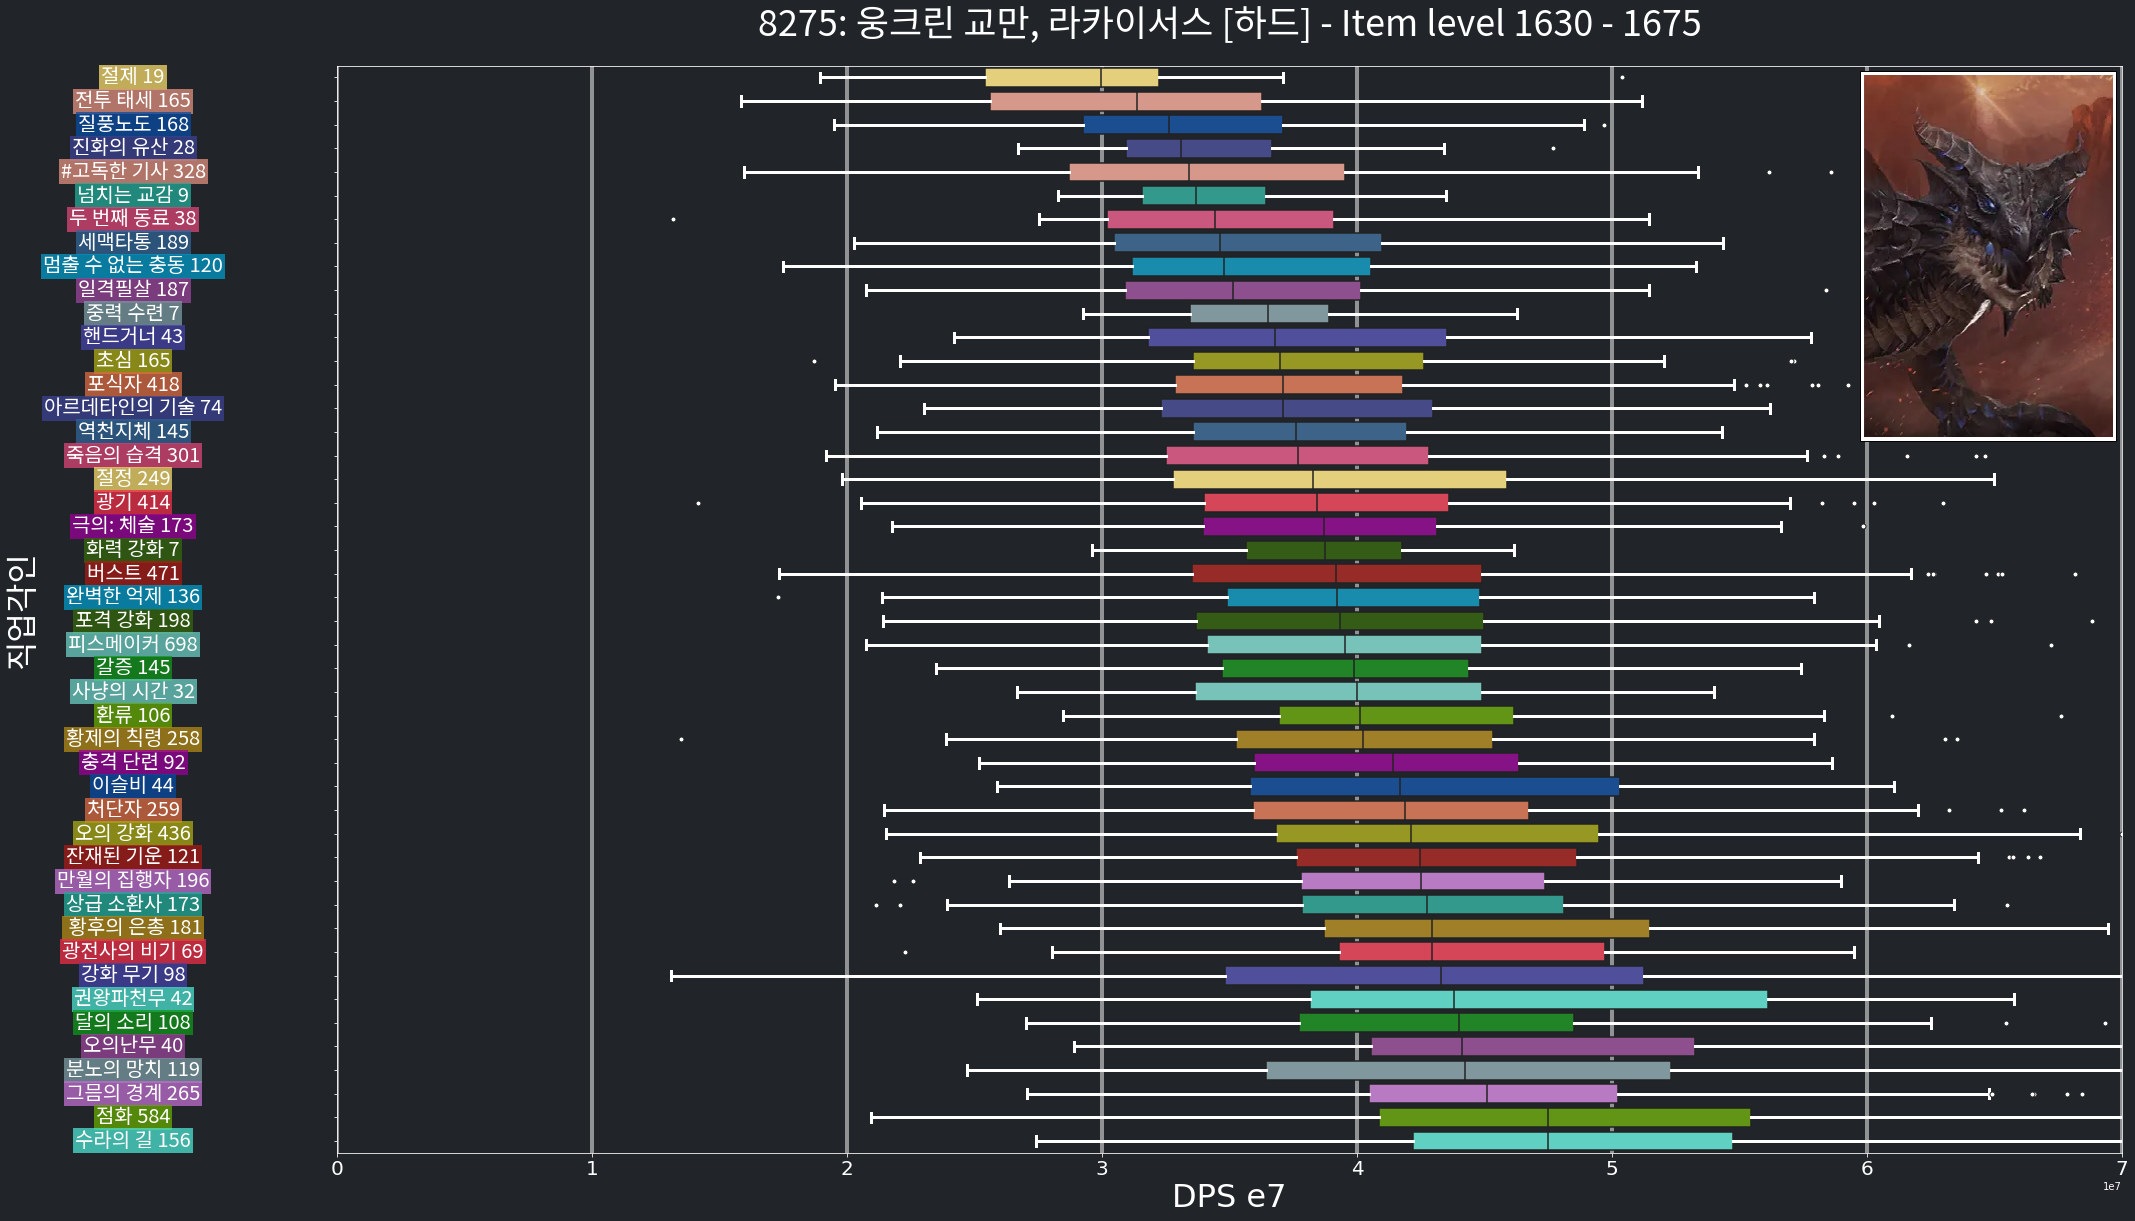 8275: 웅크린 교만, 라카이서스 [하드] - Item level 1630 - 1675
절제 19
전투 태세 165
질풍노도 168
진화의 유산 28
#고독한 기사 328
넘치는 교감 9
두 번째 동료 38
세맥타통 189
멈출 수 없는 충동 120
일격필살 187
중력 수련 7
핸드거너 43
초심 165
포식자 418
아르데타인의 기술 74
역천지체 145
죽음의 습격 301
절정 249
광기 414
극의: 체술 173
화력 강화 7
버스트 471
완벽한 억제 136
포격 강화 198
피스메이커 698
갈증 145
사냥의 시간 32
환류 106
황제의 칙령 258
충격 단련 92
이슬비 44
처단자 259
오의 강화 436
잔재된 기운 121
만월의 집행자 196
상급 소환사 173
황후의 은총 181
광전사의 비기 69
강화 무기 98
권왕파천무 42
달의 소리 108
오의난무 40
분노의 망치 119
그믐의 경계 265
점화 584
수라의 길 156
직업각인
0 1 2 3 4 5 6 7
1e7
DPS e7